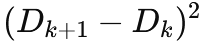 (D_{k+1} − D_k)^2